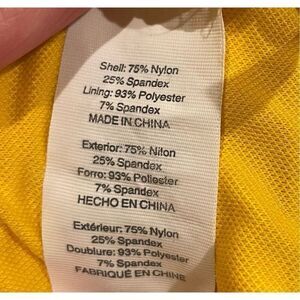 Shell: 75% Nylon
25% Spandex
Lining: 93% Polyester
7% Spandex
MADE IN CHINA
Exterior: 75% Nilon
25% Spandex
Forro: 93% Poliester
7% Spandex
HECHO EN CHINA
Extérieur: 75% Nylon
25% Spandex
Doublure: 93% Polyester
7% Spandex
FABRIQUÉ EN CHINE